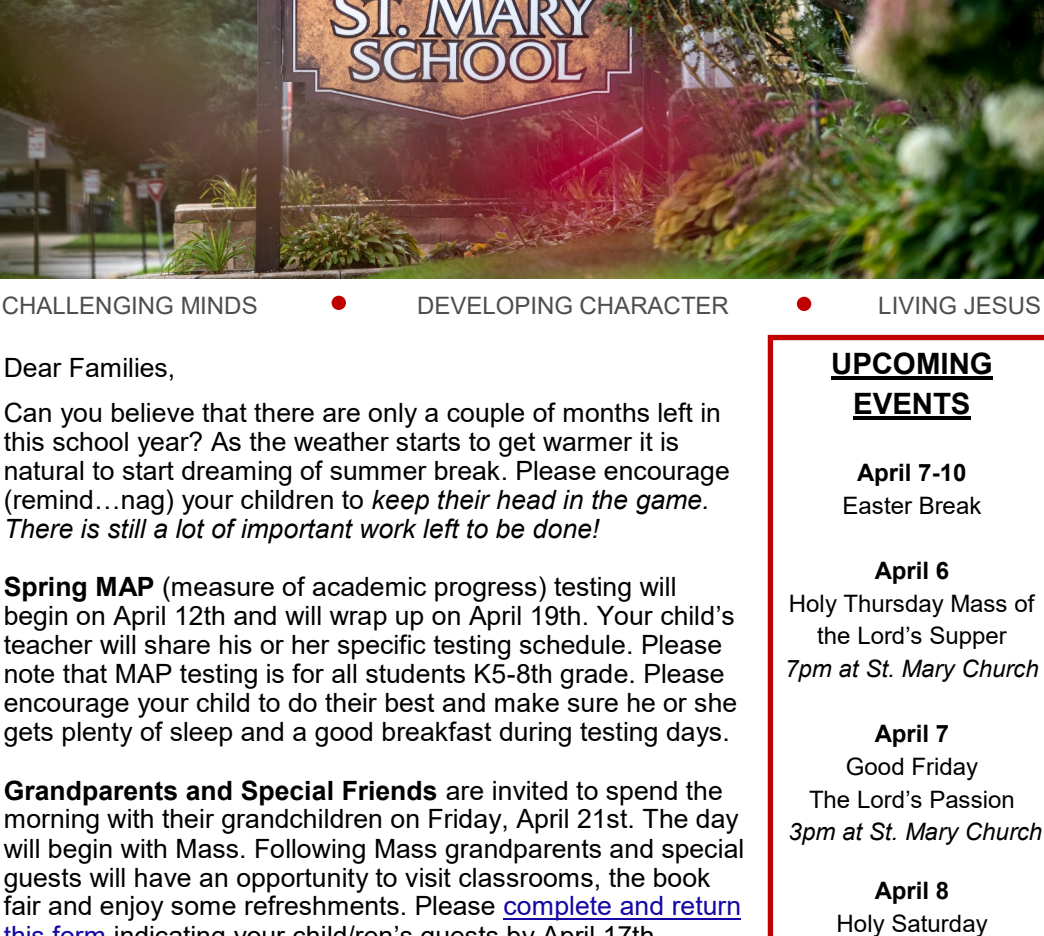 ST. MARY
SCHOOL
CHALLENGING MINDS ● DEVELOPING CHARACTER ● LIVING JESUS
Dear Families,
Can you believe that there are only a couple of months left in
this school year? As the weather starts to get warmer it is
natural to start dreaming of summer break. Please encourage
(remind…nag) your children to keep their head in the game.
There is still a lot of important work left to be done!
Spring MAP (measure of academic progress) testing will
begin on April 12th and will wrap up on April 19th. Your child’s
teacher will share his or her specific testing schedule. Please
note that MAP testing is for all students K5-8th grade. Please
encourage your child to do their best and make sure he or she
gets plenty of sleep and a good breakfast during testing days.
Grandparents and Special Friends are invited to spend the
morning with their grandchildren on Friday, April 21st. The day
will begin with Mass. Following Mass grandparents and special
guests will have an opportunity to visit classrooms, the book
fair and enjoy some refreshments. Please complete and return
this form indicating your child/ren's guests by April 17th.
UPCOMING
EVENTS
April 7-10
Easter Break
April 6
Holy Thursday Mass of
the Lord’s Supper
7pm at St. Mary Church
April 7
Good Friday
The Lord’s Passion
3pm at St. Mary Church
April 8
Holy Saturday